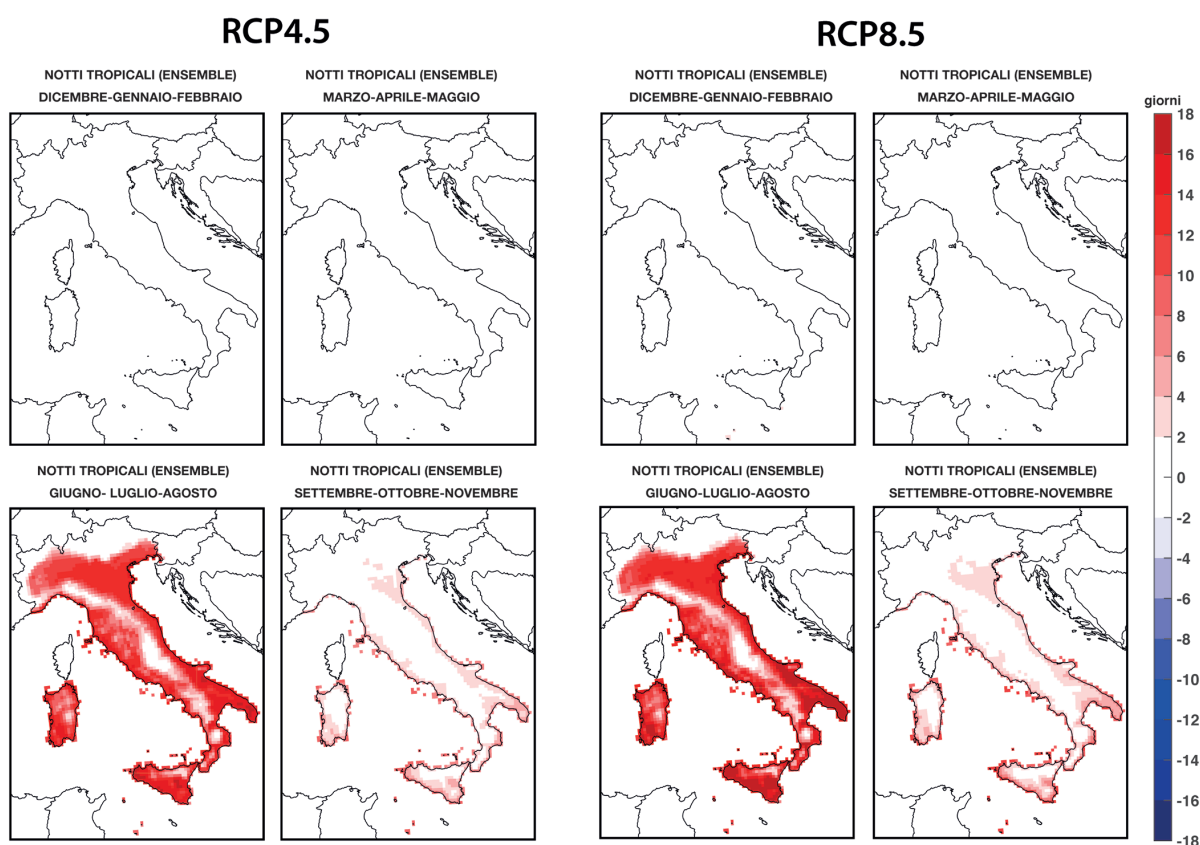 RCP4.5
RCP8.5
NOTTI TROPICALI (ENSEMBLE)
DICEMBRE-GENNAIO-FEBBRAIO
NOTTI TROPICALI (ENSEMBLE)
MARZO-APRILE-MAGGIO
NOTTI TROPICALI (ENSEMBLE)
DICEMBRE-GENNAIO-FEBBRAIO
NOTTI TROPICALI (ENSEMBLE)
MARZO-APRILE-MAGGIO
giorni
18
14
12
10
8
6
4
2
0
-2
-4
-6
-8
-10
-12
-14
-16
-18
NOTTI TROPICALI (ENSEMBLE)
GIUGNO- LUGLIO-AGOSTO
NOTTI TROPICALI (ENSEMBLE)
SETTEMBRE-OTTOBRE-NOVEMBRE
NOTTI TROPICALI (ENSEMBLE)
GIUGNO-LUGLIO-AGOSTO
NOTTI TROPICALI (ENSEMBLE)
SETTEMBRE-OTTOBRE-NOVEMBRE